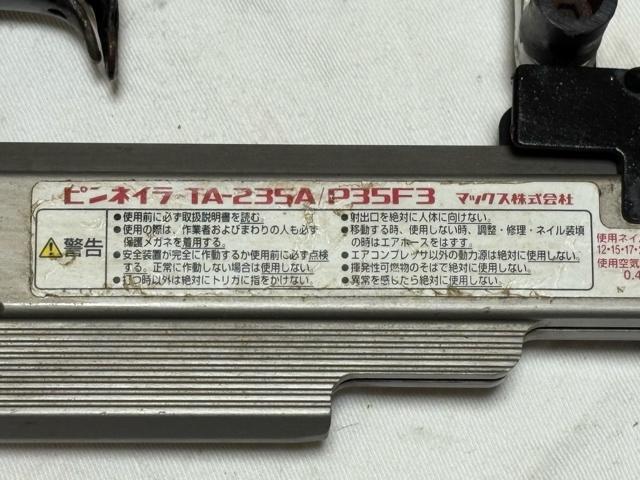 ピンネイラ TA-235A/P35F3 マックス株式会社
⚠警告
●使用前に必ず取扱説明書を読む。
●使用の際は、作業者およびまわりの人も必ず
保護メガネを着用する。
●安全装置が完全に作動するか使用前に必ず点検
する。正常に作動しない場合は使用しない。
●打つ時以外は絶対にトリガに指をかけない。
●射出口を絶対に人体に向けない。
●移動する時、使用しない時、調整・修理・ネイル装填
の時はエアホースをはずす。
●エアコンプレッサ以外の動力源は絶対に使用しない。
●揮発性可燃物のそばで絶対に使用しない。
●異常を感じたら絶対に使用しない。
使用ネイ
12・15・17・
使用空気
0.4